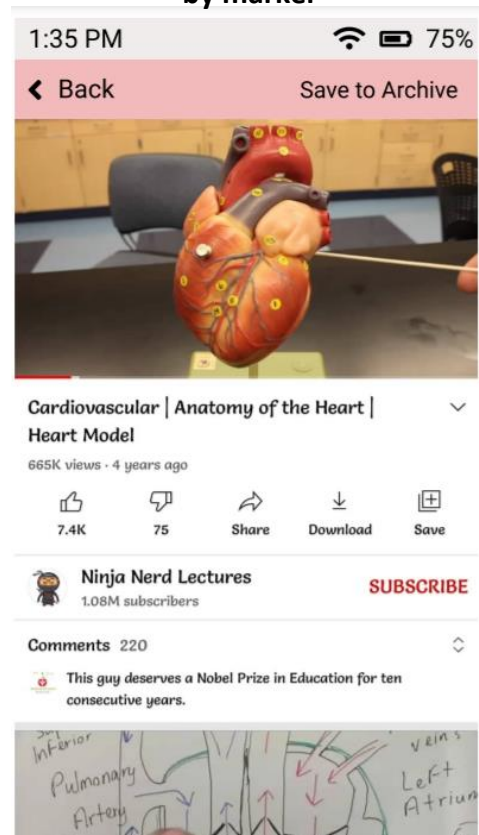 by marker
1:35 PM 75%
Back Save to Archive
Cardiovascular | Anatomy of the Heart |
Heart Model
665K views · 4 years ago
7.4K 75 Share Download Save
Ninja Nerd Lectures
1.08M subscribers
SUBSCRIBE
Comments 220
This guy deserves a Nobel Prize in Education for ten
consecutive years.
Inferior
Pulmonary
Artery
veins
Left
Atrium